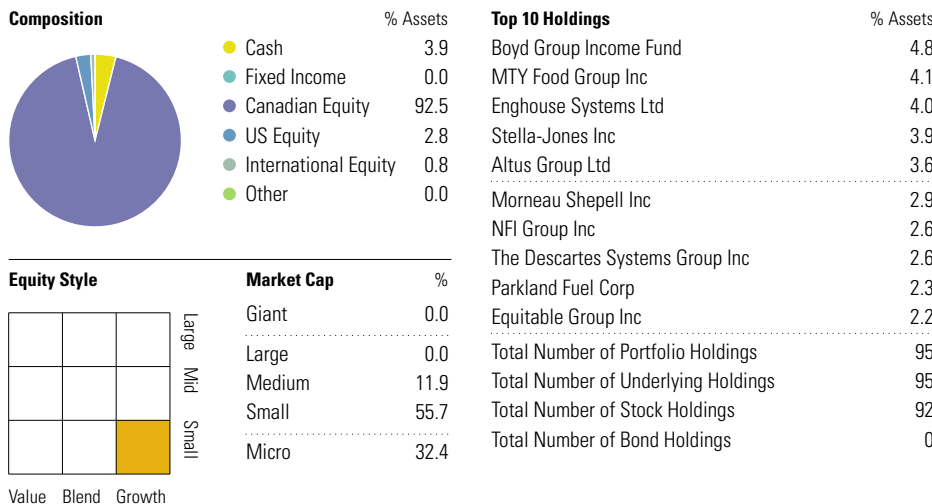 Composition % Assets
Cash 3.9
Fixed Income 0.0
Canadian Equity 92.5
US Equity 2.8
International Equity 0.8
Other 0.0
Equity Style
Large
Mid
Small
Value Blend Growth
Market Cap %
Giant 0.0
Large 0.0
Medium 11.9
Small 55.7
Micro 32.4
Top 10 Holdings % Assets
Boyd Group Income Fund 4.8
MTY Food Group Inc 4.1
Enghouse Systems Ltd 4.0
Stella-Jones Inc 3.9
Altus Group Ltd 3.6
Morneau Shepell Inc 2.9
NFI Group Inc 2.6
The Descartes Systems Group Inc 2.6
Parkland Fuel Corp 2.3
Equitable Group Inc 2.2
Total Number of Portfolio Holdings 95
Total Number of Underlying Holdings 95
Total Number of Stock Holdings 92
Total Number of Bond Holdings 0